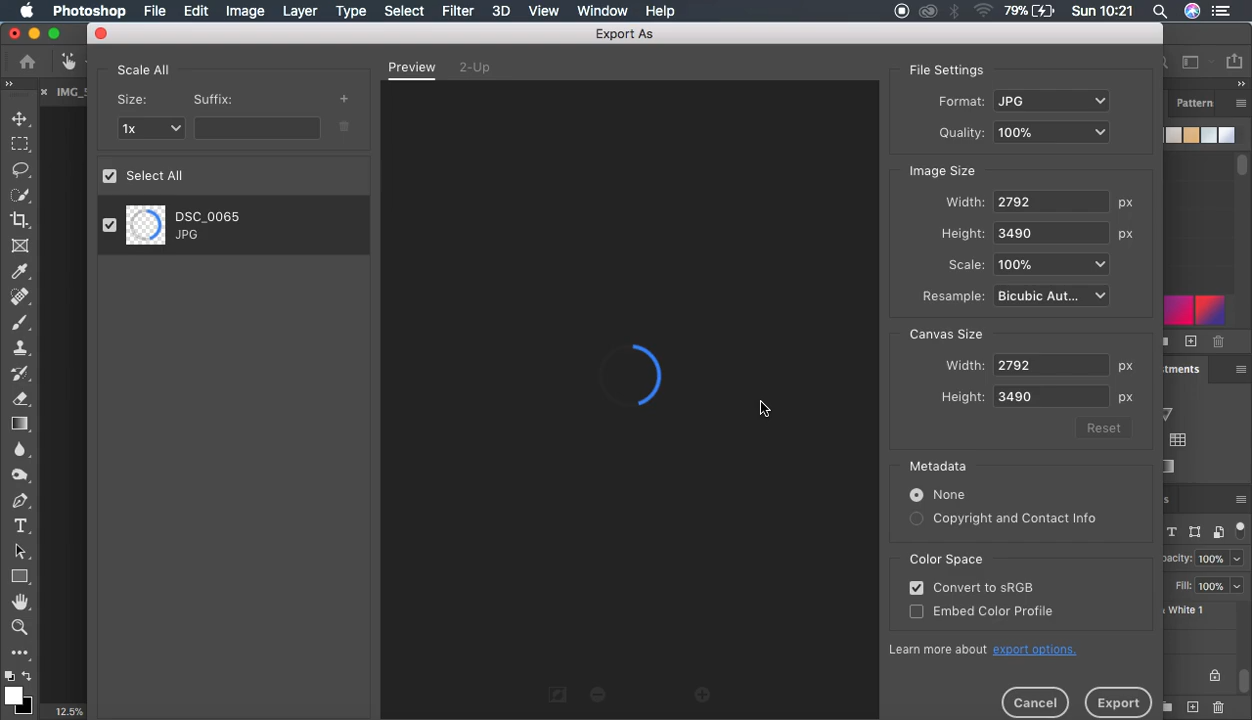 Photoshop File Edit Image Layer Type Select Filter 3D View Window Help 79% Sun 10:21
Export As
IMG_5
Pattern
Scale All
Size: Suffix: +
1x
Select All
DSC_0065
JPG
Preview 2-Up
File Settings
Format: JPG
Quality: 100%
Image Size
Width: 2792 px
Height: 3490 px
Scale: 100%
Resample: Bicubic Aut...
Canvas Size
Width: 2792 px
Height: 3490 px
Reset
Metadata
None
Copyright and Contact Info
Color Space
Convert to sRGB
Embed Color Profile
Learn more about export options.
Cancel Export
stments
s
pacity: 100%
Fill: 100%
White 1
12.5%